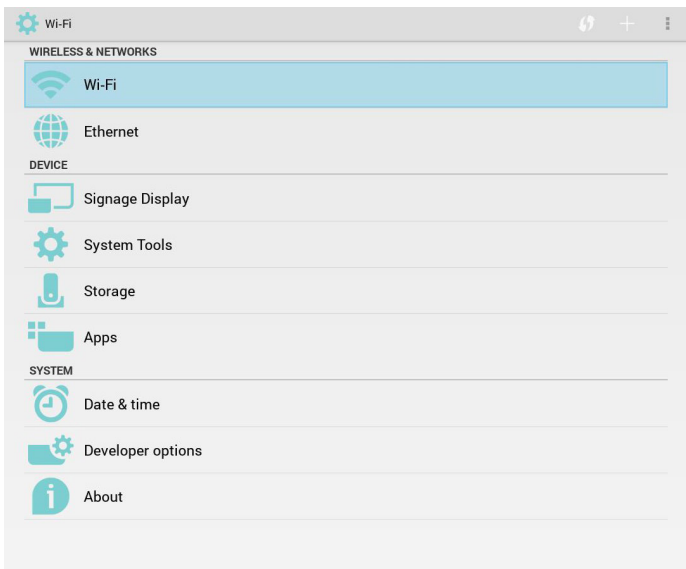 Wi-Fi
WIRELESS & NETWORKS
Wi-Fi
Ethernet
DEVICE
Signage Display
System Tools
Storage
Apps
SYSTEM
Date & time
Developer options
About